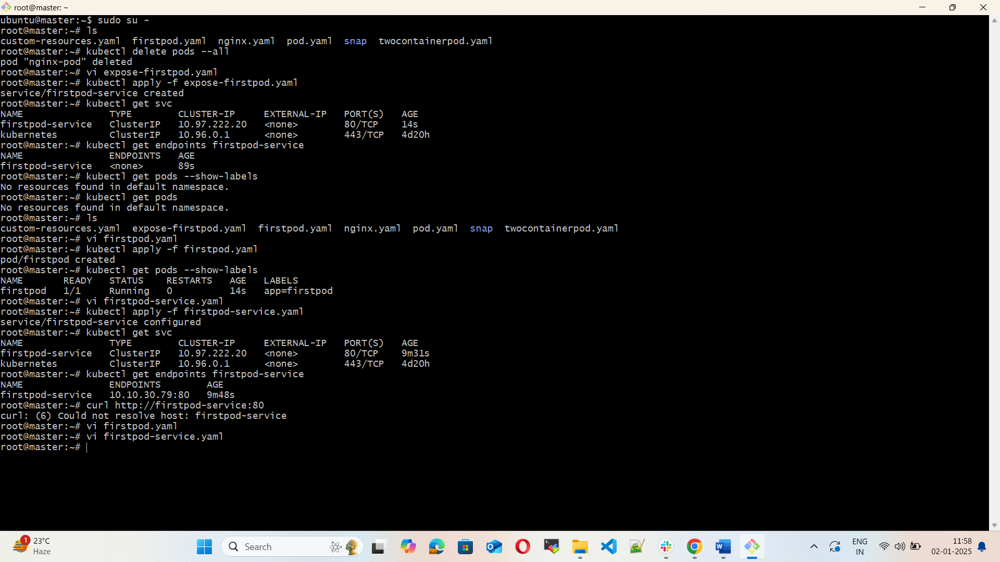 root@master: ~
ubuntu@master:~$ sudo su -
root@master:~# ls
custom-resources.yaml  firstpod.yaml  nginx.yaml  pod.yaml  snap  twocontainerpod.yaml
root@master:~# kubectl delete pods --all
pod "nginx-pod" deleted
root@master:~# vi expose-firstpod.yaml
root@master:~# kubectl apply -f expose-firstpod.yaml
service/firstpod-service created
root@master:~# kubectl get svc
NAME               TYPE        CLUSTER-IP     EXTERNAL-IP   PORT(S)   AGE
firstpod-service   ClusterIP   10.97.222.20   <none>        80/TCP    14s
kubernetes         ClusterIP   10.96.0.1      <none>        443/TCP   4d20h
root@master:~# kubectl get endpoints firstpod-service
NAME               ENDPOINTS   AGE
firstpod-service   <none>      89s
root@master:~# kubectl get pods --show-labels
No resources found in default namespace.
root@master:~# kubectl get pods
No resources found in default namespace.
root@master:~# ls
custom-resources.yaml  expose-firstpod.yaml  firstpod.yaml  nginx.yaml  pod.yaml  snap  twocontainerpod.yaml
root@master:~# vi firstpod.yaml
root@master:~# kubectl apply -f firstpod.yaml
pod/firstpod created
root@master:~# kubectl get pods --show-labels
NAME       READY   STATUS    RESTARTS   AGE   LABELS
firstpod   1/1     Running   0          14s   app=firstpod
root@master:~# vi firstpod-service.yaml
root@master:~# kubectl apply -f firstpod-service.yaml
service/firstpod-service configured
root@master:~# kubectl get svc
NAME               TYPE        CLUSTER-IP     EXTERNAL-IP   PORT(S)   AGE
firstpod-service   ClusterIP   10.97.222.20   <none>        80/TCP    9m31s
kubernetes         ClusterIP   10.96.0.1      <none>        443/TCP   4d20h
root@master:~# kubectl get endpoints firstpod-service
NAME               ENDPOINTS        AGE
firstpod-service   10.10.30.79:80   9m48s
root@master:~# curl http://firstpod-service:80
curl: (6) Could not resolve host: firstpod-service
root@master:~# vi firstpod.yaml
root@master:~# vi firstpod-service.yaml
root@master:~#
1
23°C
Haze
Search
ENG
IN
11:58
02-01-2025